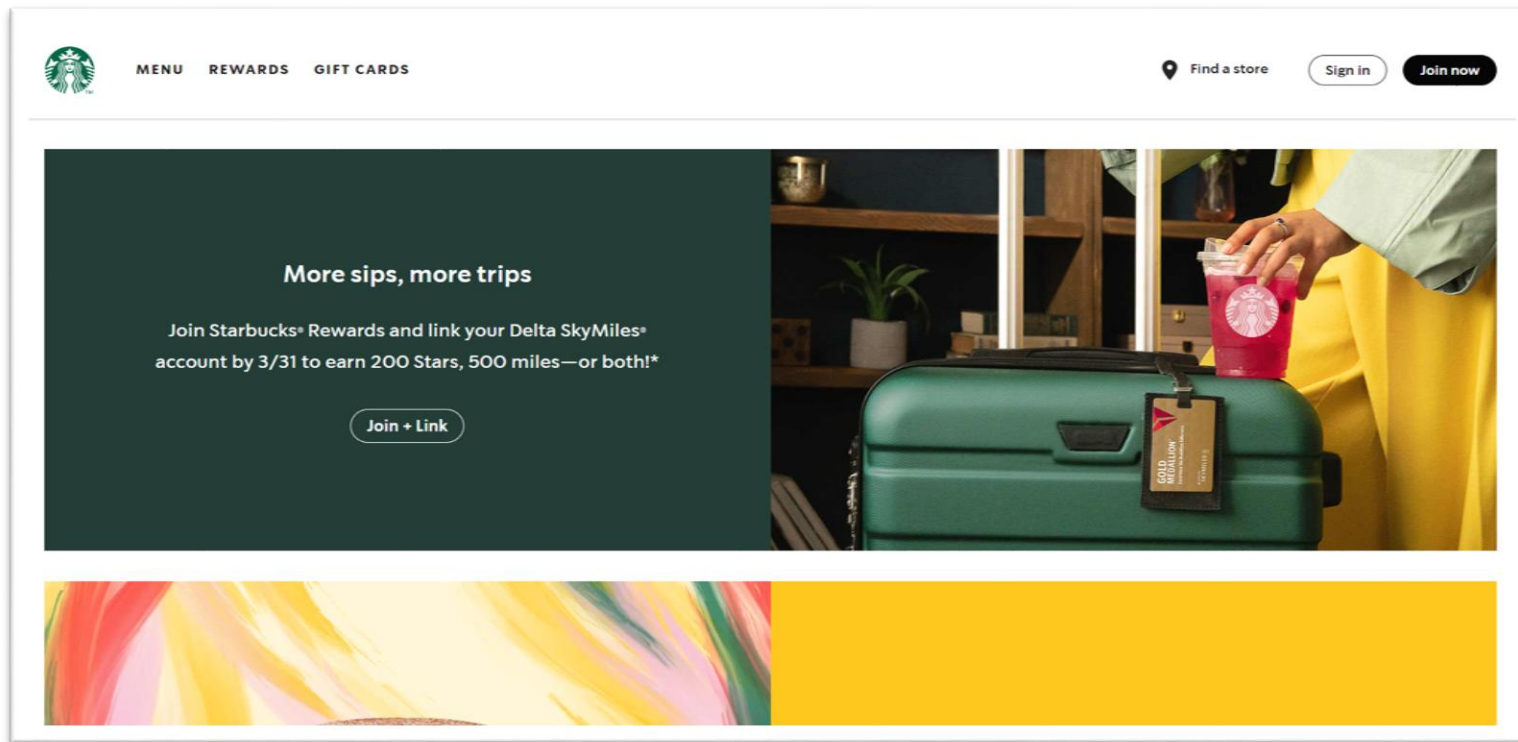 MENU REWARDS GIFT CARDS
Find a store
Sign in
Join now
More sips, more trips
Join Starbucks® Rewards and link your Delta SkyMiles®
account by 3/31 to earn 200 Stars, 500 miles—or both!*
Join + Link
GOLD
MEDALLION